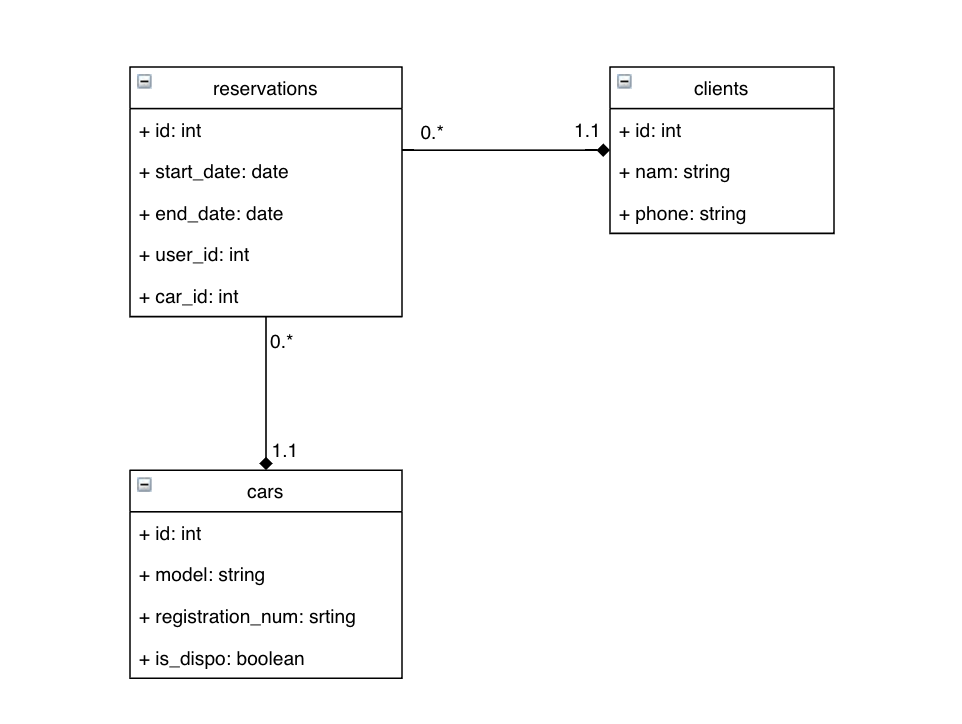 reservations
+ id: int
+ start_date: date
+ end_date: date
+ user_id: int
+ car_id: int
0.*
1.1
clients
+ id: int
+ nam: string
+ phone: string
0.*
1.1
cars
+ id: int
+ model: string
+ registration_num: srting
+ is_dispo: boolean